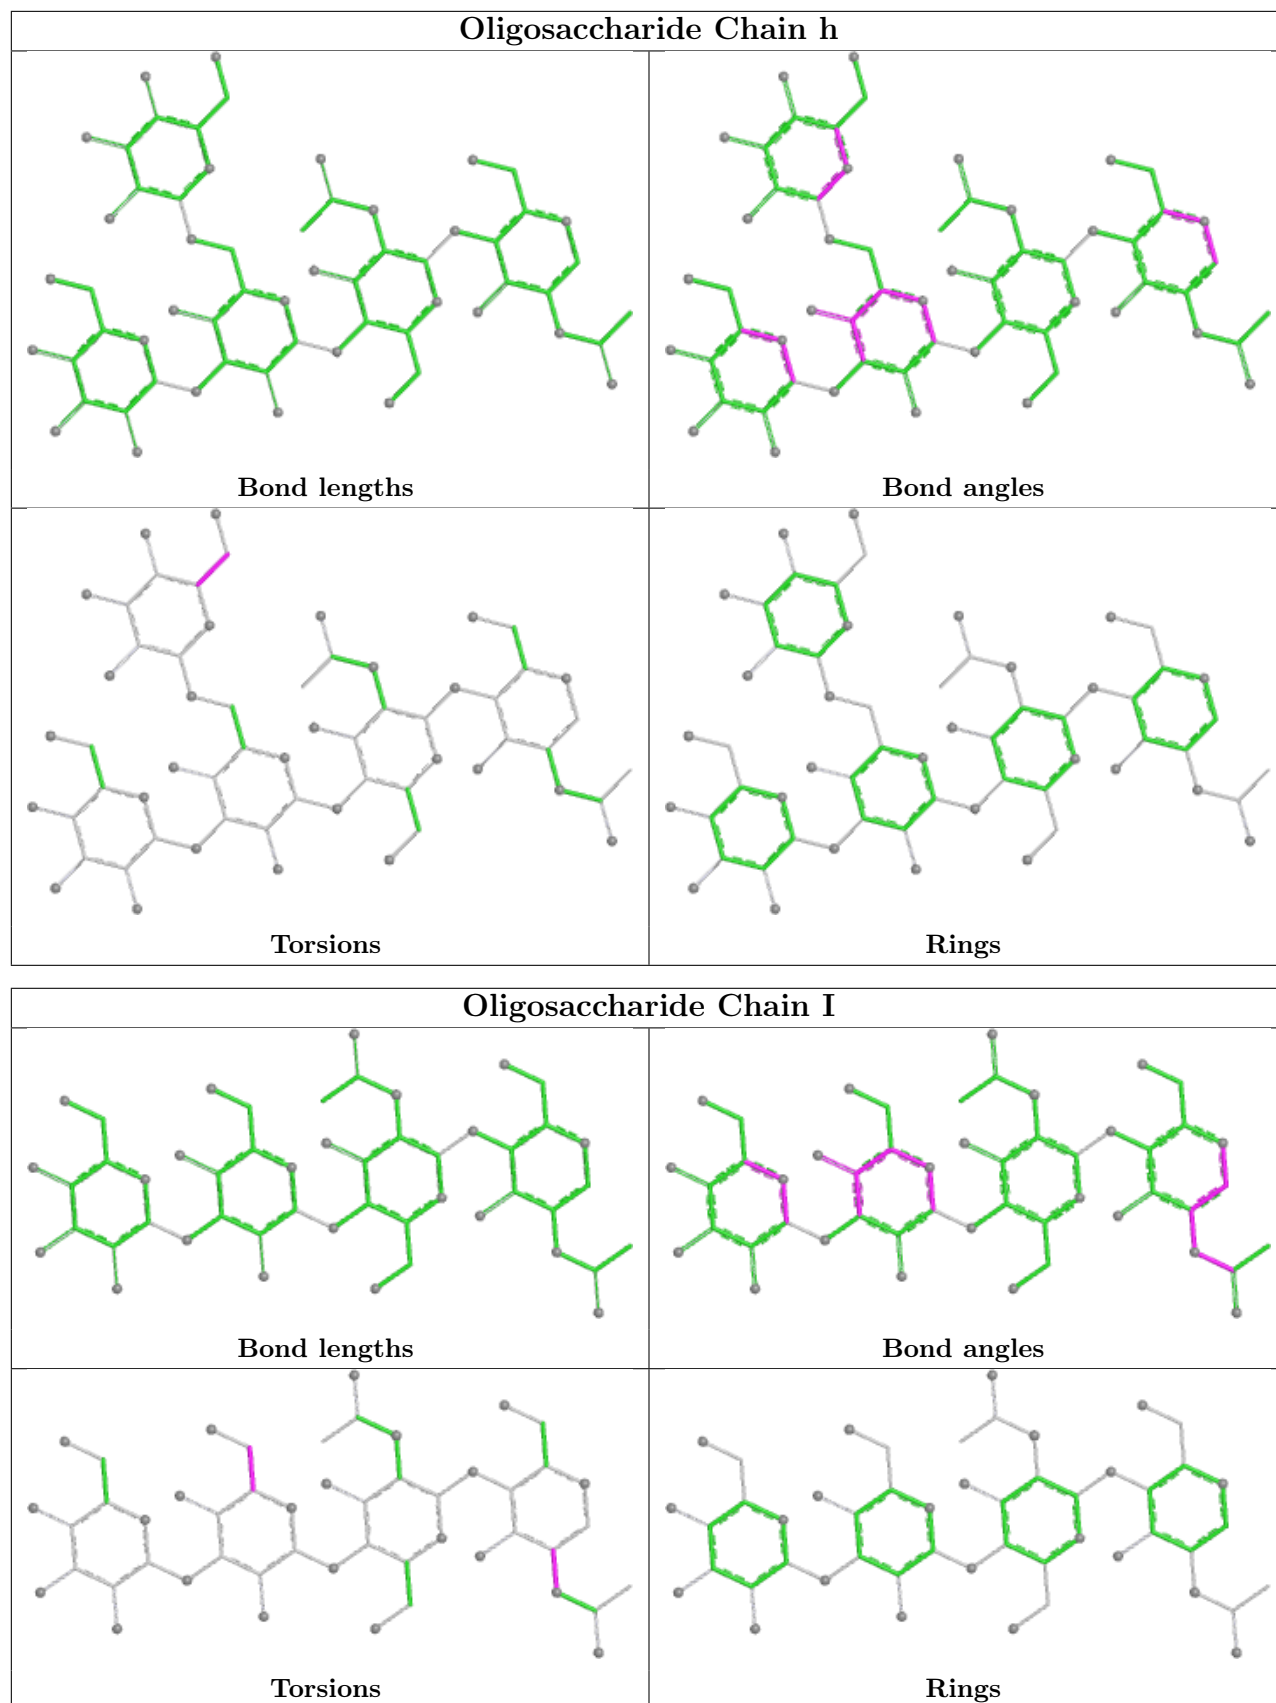 Oligosaccharide Chain h
Bond lengths
Bond angles
Torsions
Rings
Oligosaccharide Chain I
Bond lengths
Bond angles
Torsions
Rings